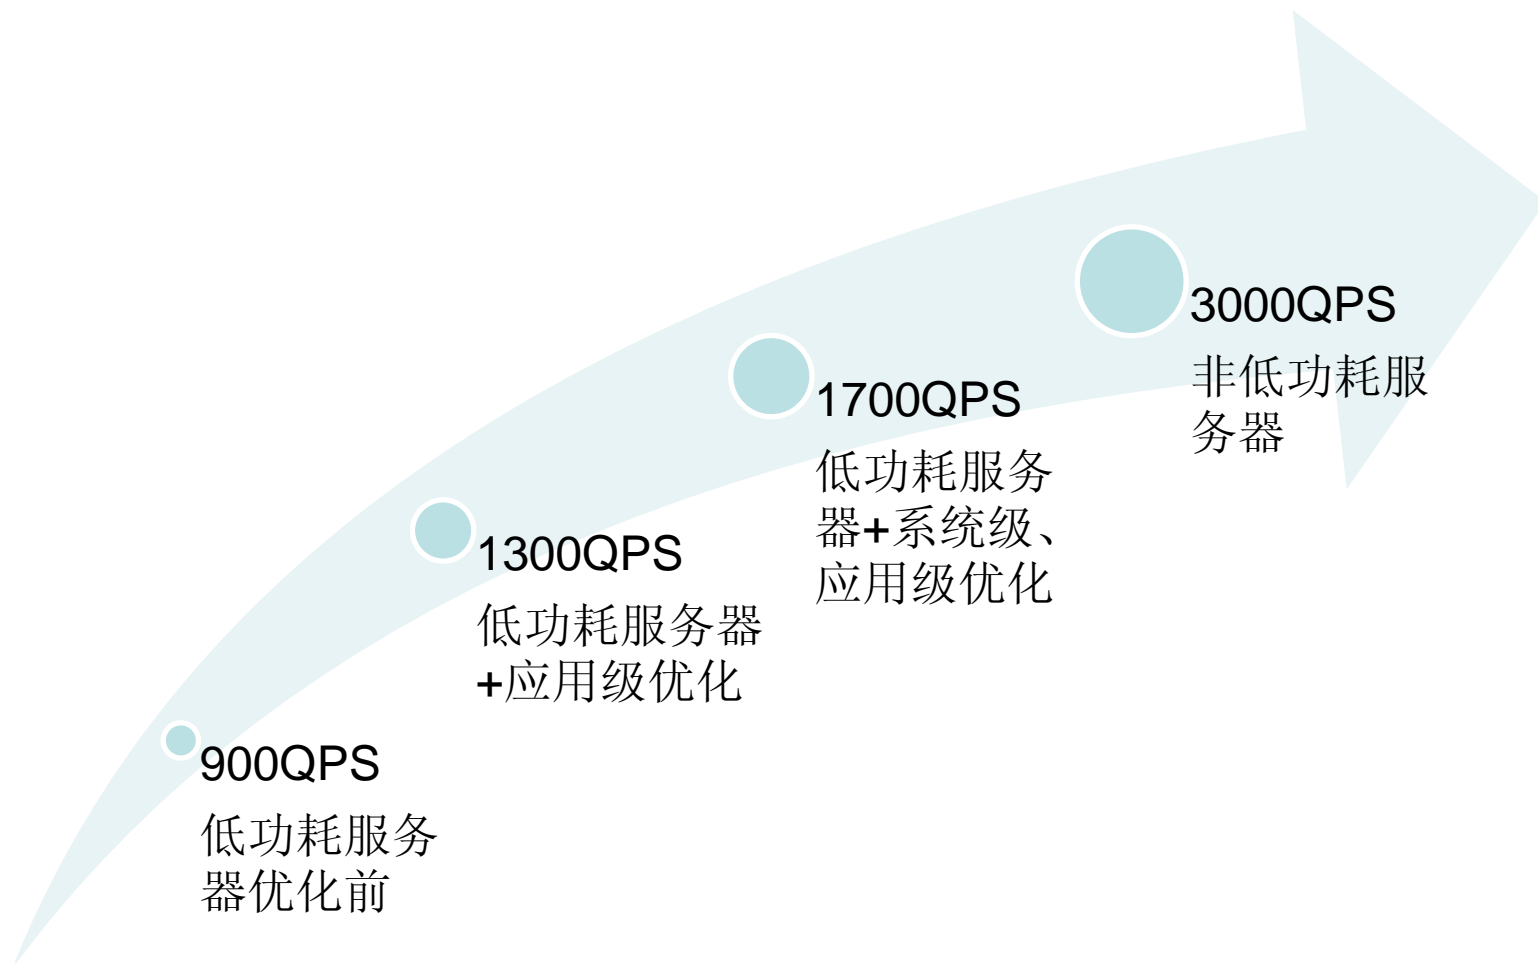 3000QPS
非低功耗服
务器
1700QPS
低功耗服务
器+系统级、
应用级优化
1300QPS
低功耗服务器
+应用级优化
900QPS
低功耗服务
器优化前